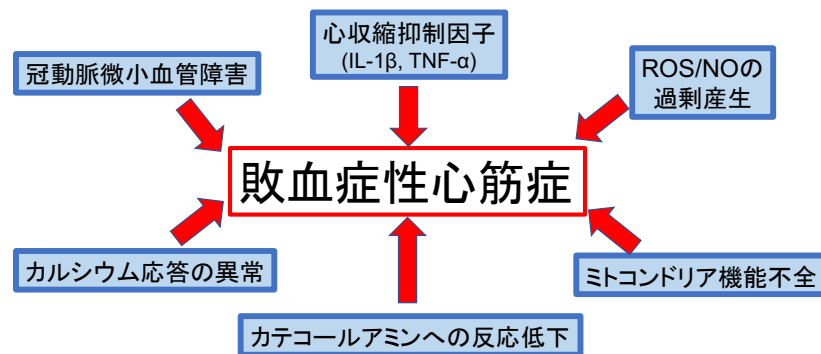 心収縮抑制因子
(IL-1β, TNF-α)
冠動脈微小血管障害
ROS/NOの
過剰産生
敗血症性心筋症
カルシウム応答の異常
ミトコンドリア機能不全
カテコールアミンへの反応低下